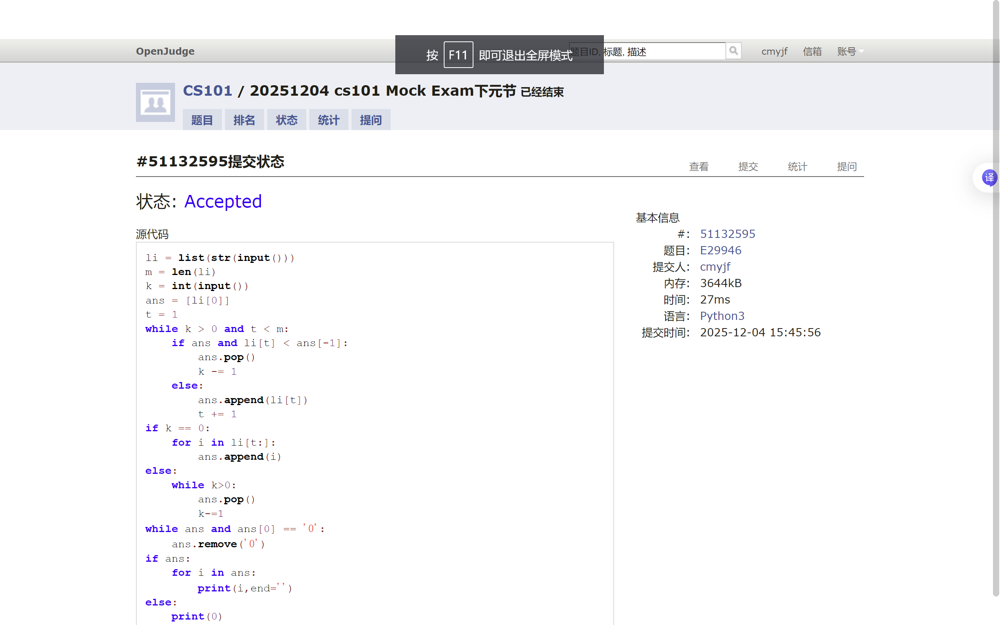 按 F11 即可退出全屏模式
OpenJudge
题目ID, 标题, 描述
cmyjf 信箱 账号
CS101 / 20251204 cs101 Mock Exam下元节 已经结束
题目 排名 状态 统计 提问
#51132595提交状态
查看 提交 统计 提问
译
状态: Accepted
源代码
li = list(str(input()))
m = len(li)
k = int(input())
ans = [li[0]]
t = 1
while k > 0 and t < m:
    if ans and li[t] < ans[-1]:
        ans.pop()
        k -= 1
    else:
        ans.append(li[t])
        t += 1
if k == 0:
    for i in li[t:]:
        ans.append(i)
else:
    while k>0:
        ans.pop()
        k-=1
while ans and ans[0] == '0':
    ans.remove('0')
if ans:
    for i in ans:
        print(i,end='')
else:
    print(0)
基本信息
#: 51132595
题目: E29946
提交人: cmyjf
内存: 3644kB
时间: 27ms
语言: Python3
提交时间: 2025-12-04 15:45:56